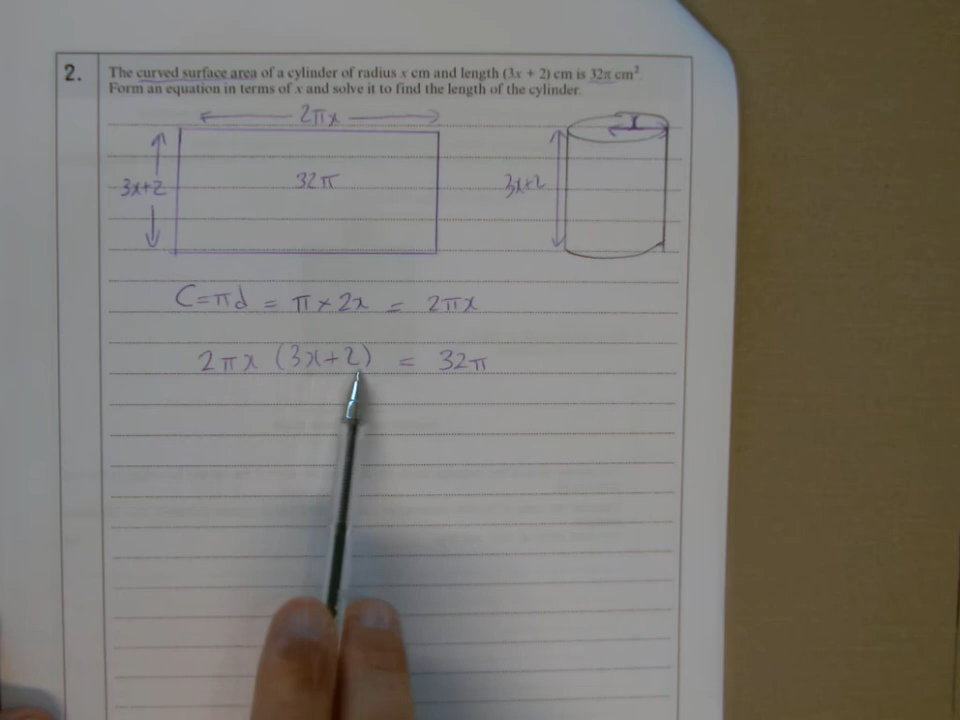 2.
The curved surface area of a cylinder of radius x cm and length (3x + 2) cm is 32π cm².
Form an equation in terms of x and solve it to find the length of the cylinder.
2πx
x
3x+2
32π
3x+2
C=πd = π×2x = 2πx
2πx (3x+2) = 32π